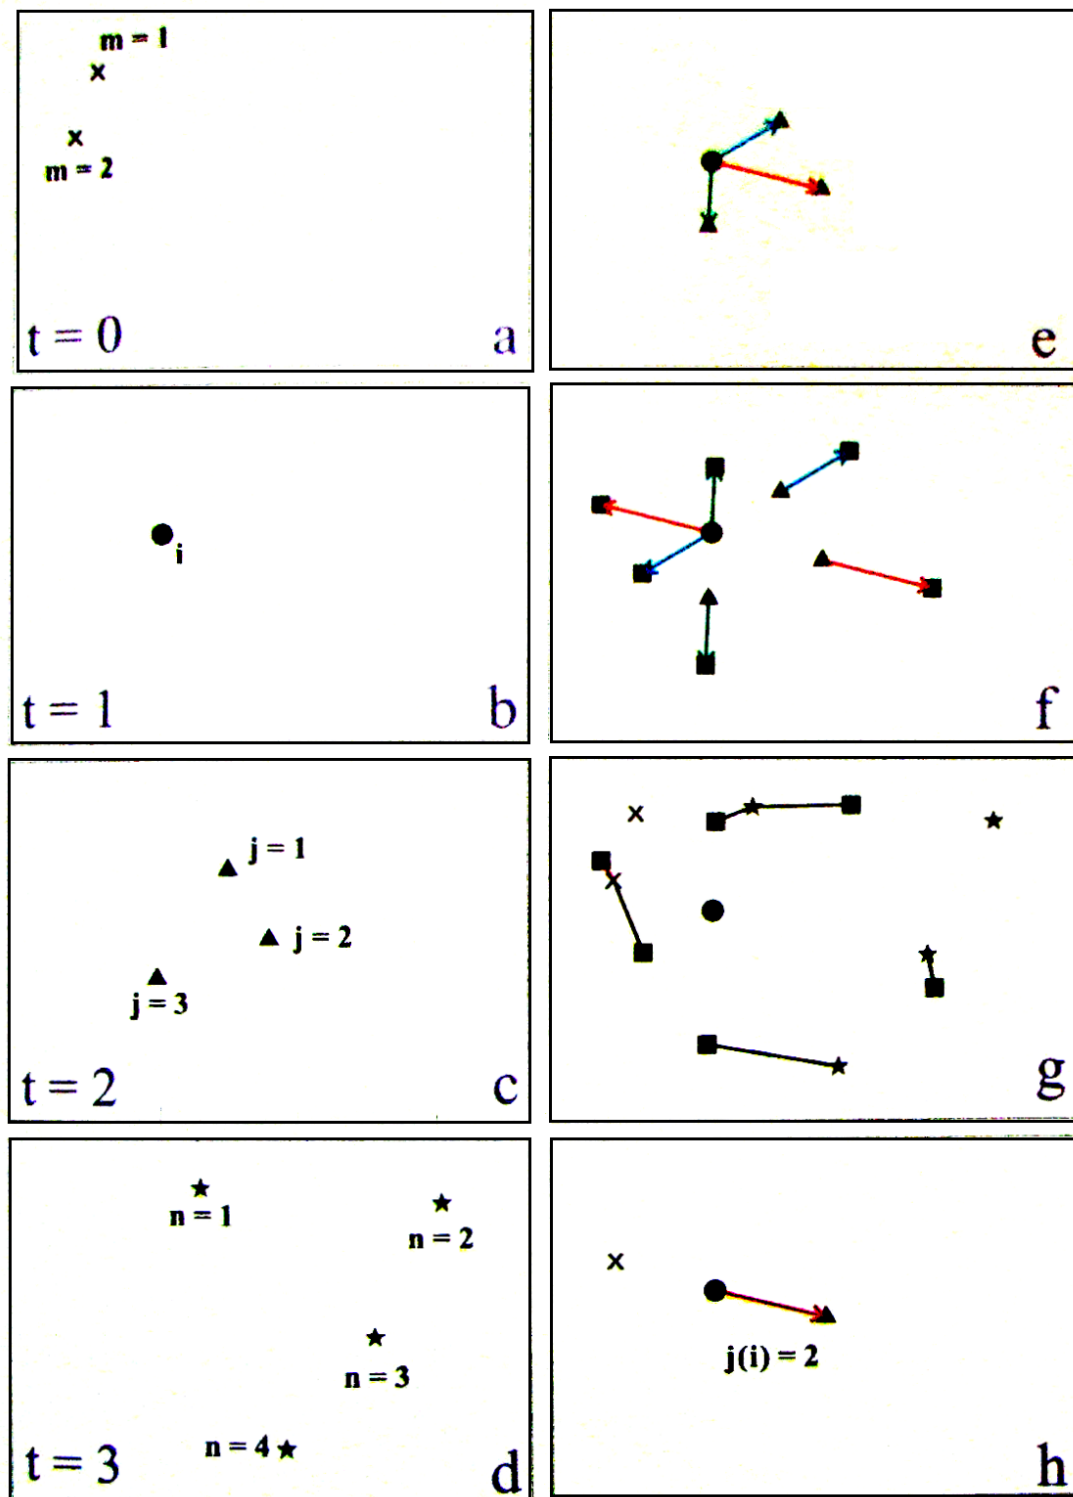 m = 1
m = 2
t = 0
a
i
t = 1
b
j = 1
j = 2
j = 3
t = 2
c
n = 1
n = 2
n = 3
n = 4
t = 3
d
e
f
g
j(i) = 2
h